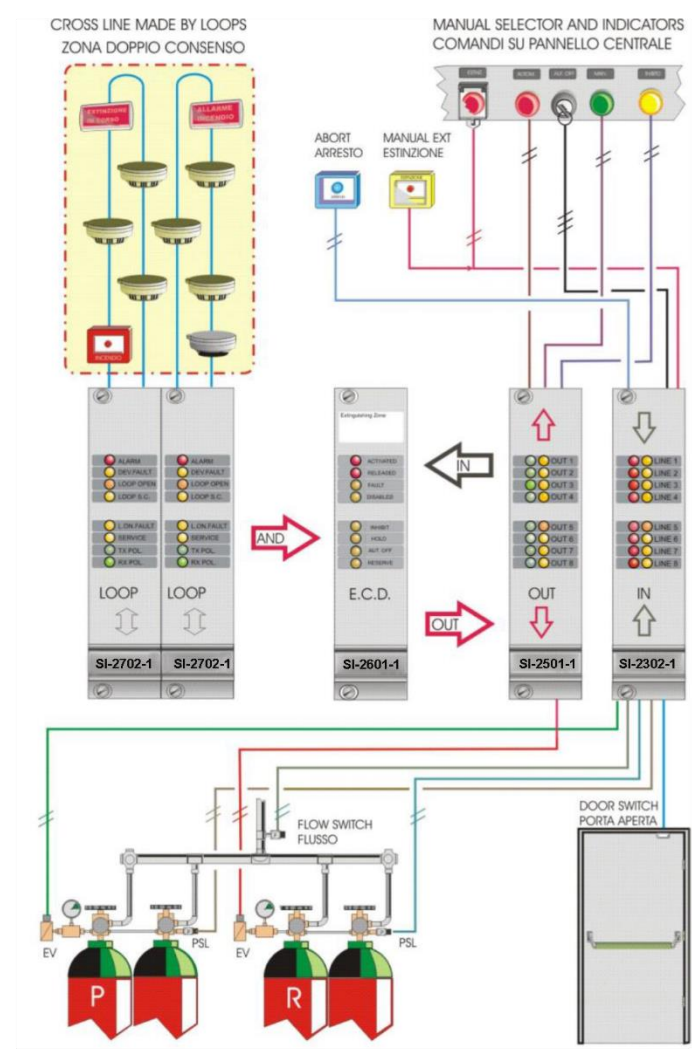 CROSS LINE MADE BY LOOPS
ZONA DOPPIO CONSENSO
MANUAL SELECTOR AND INDICATORS
COMANDI SU PANNELLO CENTRALE
ABORT
ARRESTO
MANUAL EXT
ESTINZIONE
ESTINZIONE
IN CORSO
ALLARME
INCENDIO
INCENDIO
Extinguishing Zone
ALARM
DEV.FAULT
LOOP OPEN
LOOP S.C.
L.ON.FAULT
SERVICE
TX POL.
RX POL.
LOOP
SI-2702-1
ALARM
DEV.FAULT
LOOP OPEN
LOOP S.C.
L.ON.FAULT
SERVICE
TX POL.
RX POL.
LOOP
SI-2702-1
AND
ACTIVATED
RELEASED
FAULT
DISABLED
INHIBIT
HOLD
AUT OFF
RESERVE
E.C.D.
SI-2601-1
IN
OUT
OUT 1
OUT 2
OUT 3
OUT 4
OUT 5
OUT 6
OUT 7
OUT 8
OUT
SI-2501-1
LINE 1
LINE 2
LINE 3
LINE 4
LINE 5
LINE 6
LINE 7
LINE 8
IN
SI-2302-1
FLOW SWITCH
FLUSSO
DOOR SWITCH
PORTA APERTA
EV
PSL
EV
PSL
P
R